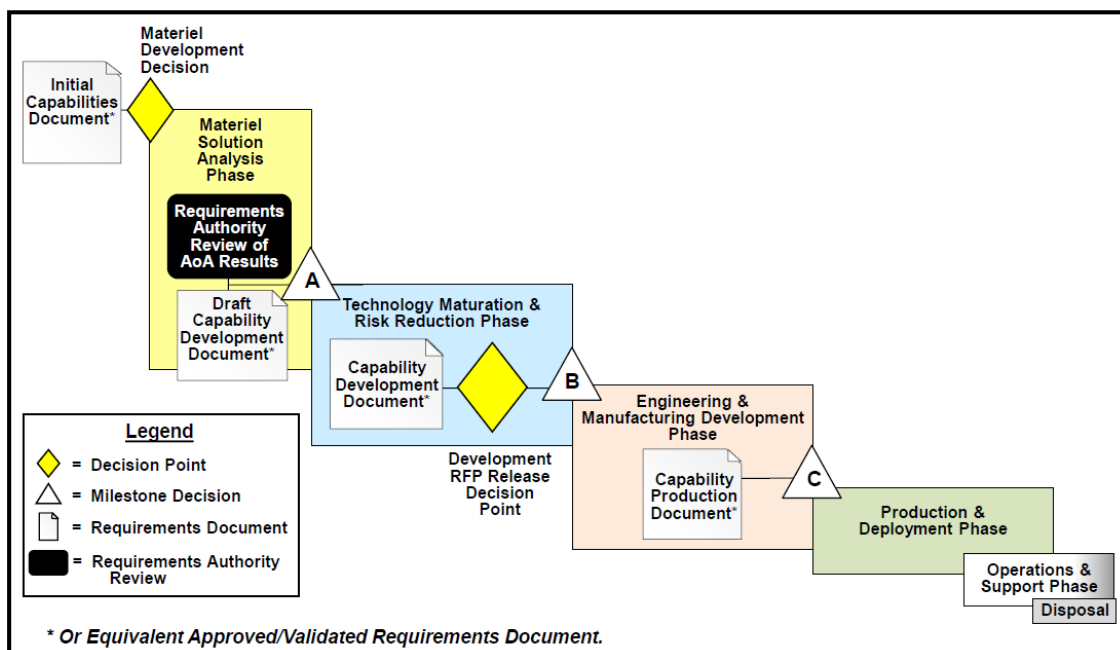 Materiel
Development
Decision
Initial
Capabilities
Document*
Materiel
Solution
Analysis
Phase
Requirements
Authority
Review of
AoA Results
A
Draft
Capability
Development
Document*
Technology Maturation &
Risk Reduction Phase
Capability
Development
Document*
B
Development
RFP Release
Decision
Point
Engineering &
Manufacturing Development
Phase
Capability
Production
Document*
C
Production &
Deployment Phase
Operations &
Support Phase
Disposal
Legend
= Decision Point
= Milestone Decision
= Requirements Document
= Requirements Authority
Review
* Or Equivalent Approved/Validated Requirements Document.